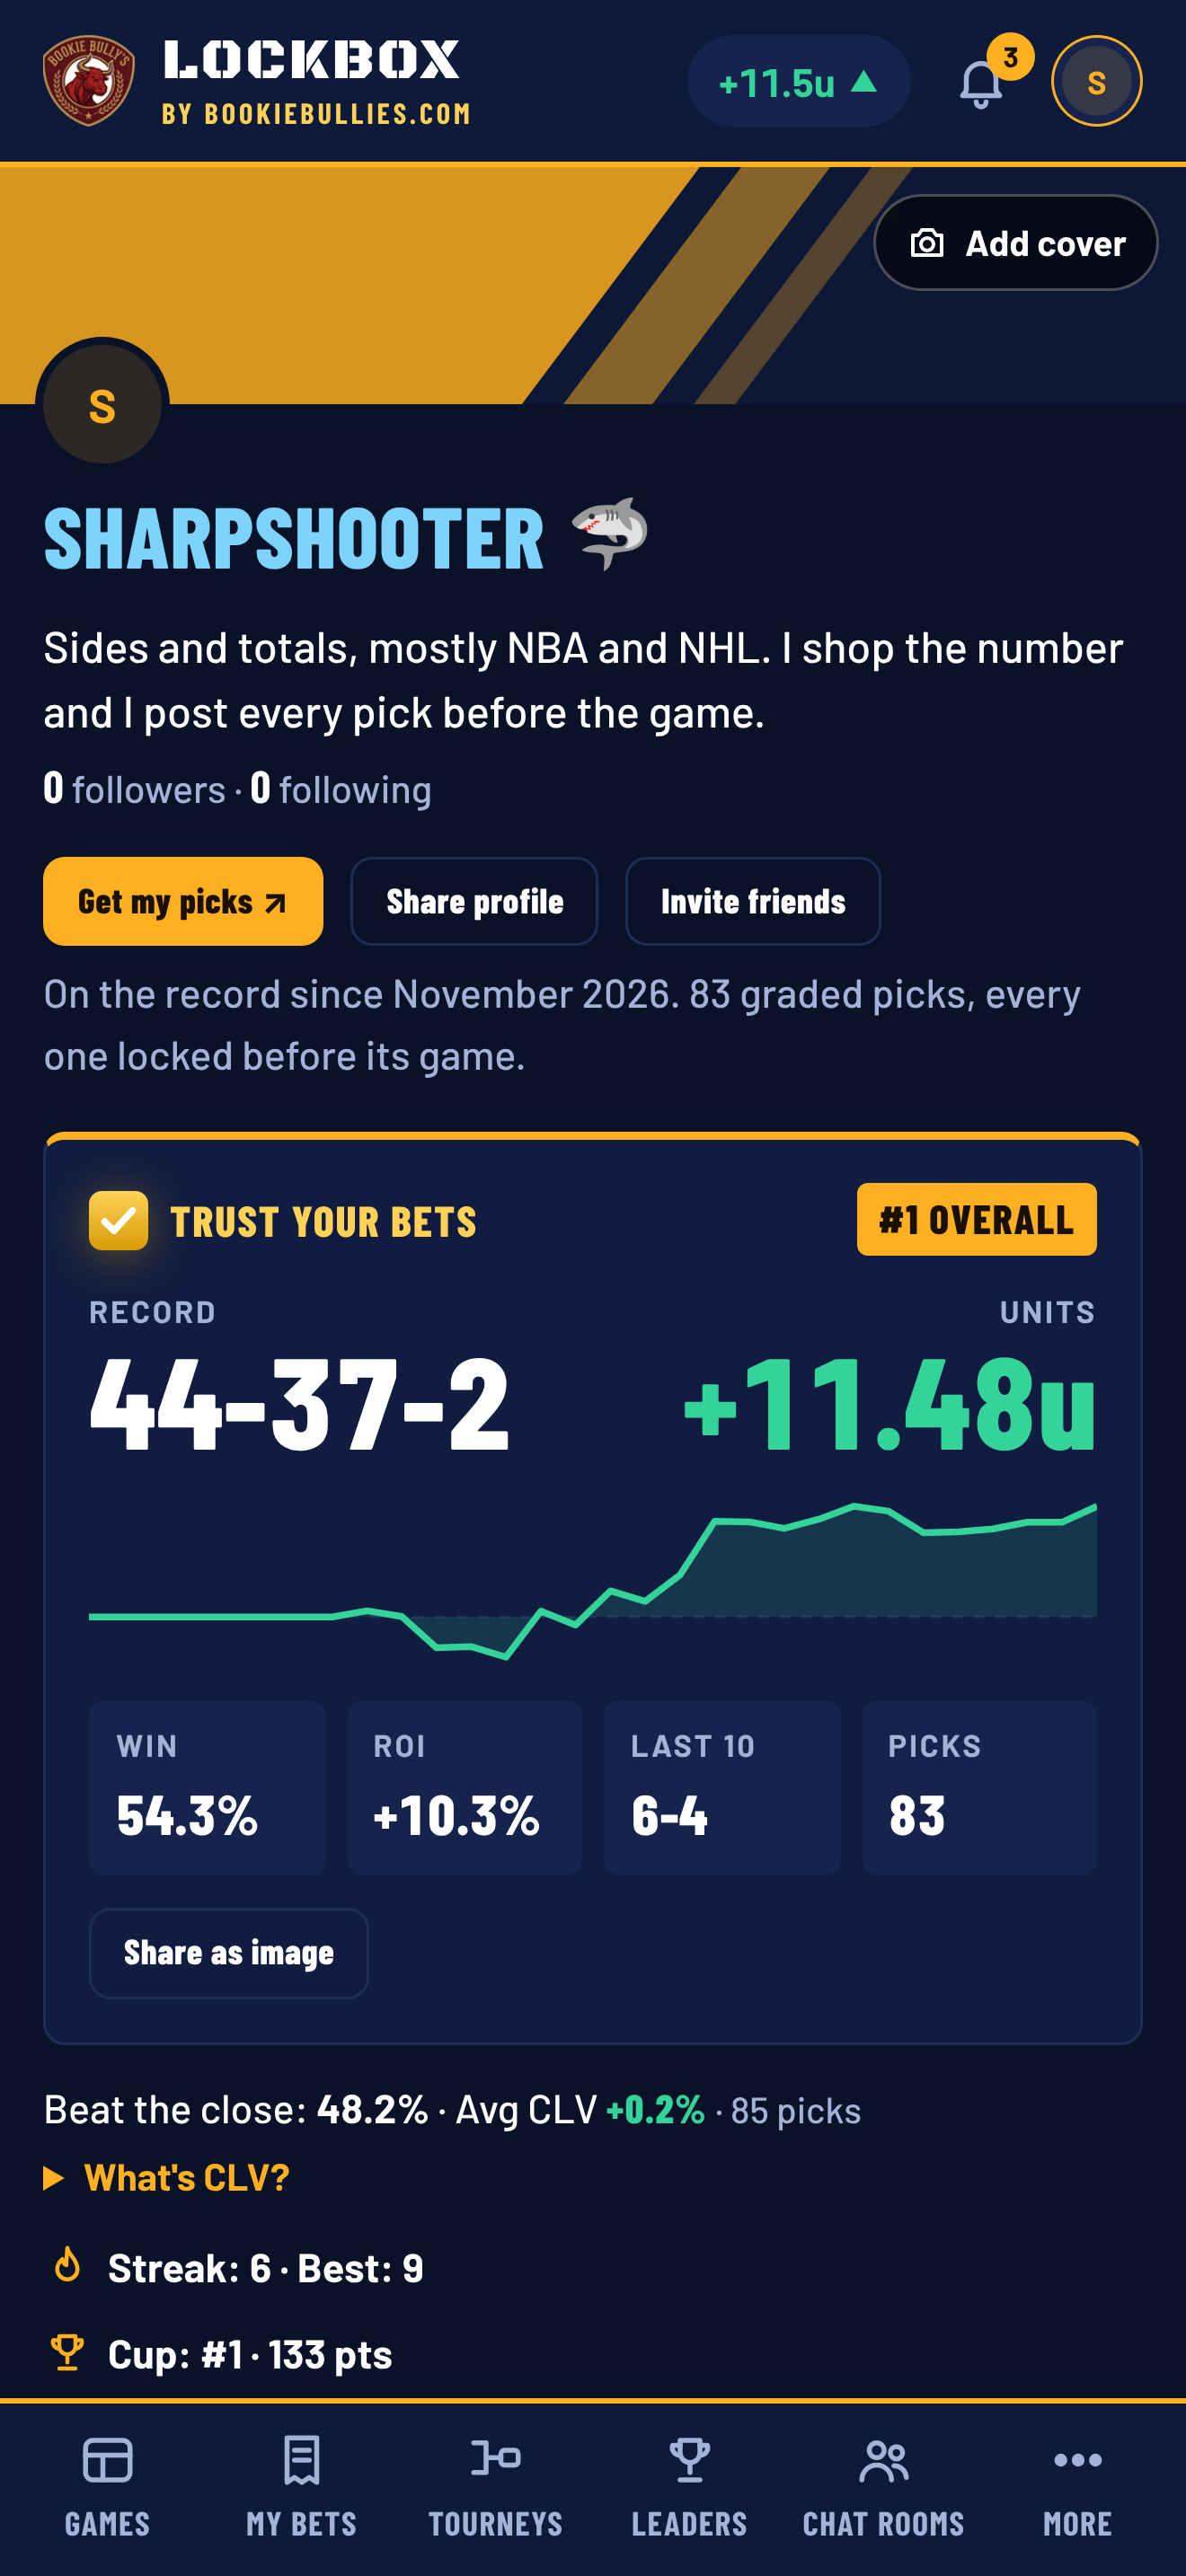 BOOKIE BULLY'S
LOCKBOX
BY BOOKIEBULLIES.COM
+11.5u ▲
3
S
Add cover
S
SHARPSHOOTER 🦈
Sides and totals, mostly NBA and NHL. I shop the number
and I post every pick before the game.
0 followers · 0 following
Get my picks ↗
Share profile
Invite friends
On the record since November 2026. 83 graded picks, every
one locked before its game.
TRUST YOUR BETS
#1 OVERALL
RECORD
UNITS
44-37-2
+11.48u
WIN
ROI
LAST 10
PICKS
54.3%
+10.3%
6-4
83
Share as image
Beat the close: 48.2% · Avg CLV +0.2% · 85 picks
▶ What's CLV?
Streak: 6 · Best: 9
Cup: #1 · 133 pts
GAMES
MY BETS
TOURNEYS
LEADERS
CHAT ROOMS
MORE